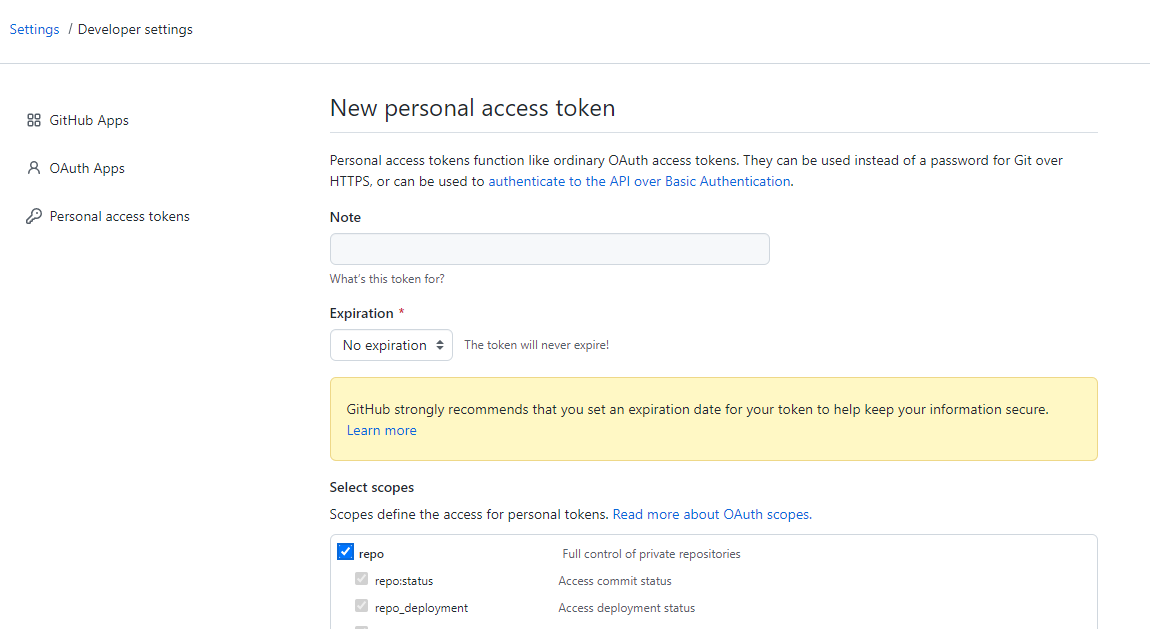 Settings / Developer settings
GitHub Apps
OAuth Apps
Personal access tokens
New personal access token
Personal access tokens function like ordinary OAuth access tokens. They can be used instead of a password for Git over
HTTPS, or can be used to authenticate to the API over Basic Authentication.
Note
What's this token for?
Expiration *
No expiration The token will never expire!
GitHub strongly recommends that you set an expiration date for your token to help keep your information secure.
Learn more
Select scopes
Scopes define the access for personal tokens. Read more about OAuth scopes.
repo Full control of private repositories
repo:status Access commit status
repo_deployment Access deployment status